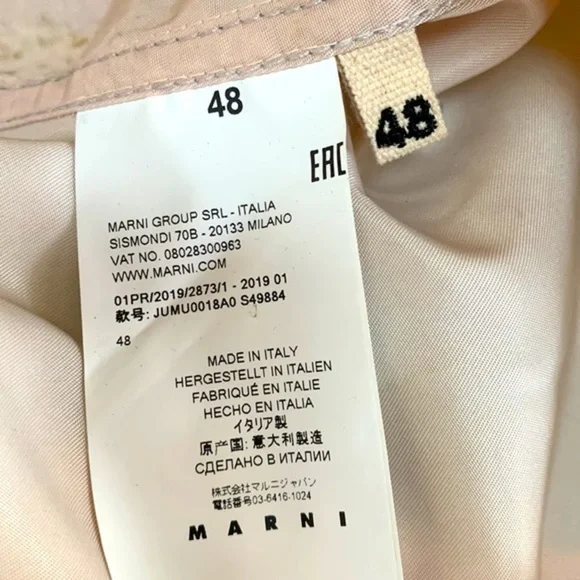 48
48
EAC
MARNI GROUP SRL - ITALIA
SISMONDI 70B - 20133 MILANO
VAT NO. 08028300963
WWW.MARNI.COM
01PR/2019/2873/1 - 2019 01
款号: JUMU0018A0 S49884
48
MADE IN ITALY
HERGESTELLT IN ITALIEN
FABRIQUÉ EN ITALIE
HECHO EN ITALIA
イタリア製
原产国: 意大利製造
СДЕЛАНО В ИТАЛИИ
株式会社マルニジャパン
電話番号03-6416-1024
MARNI